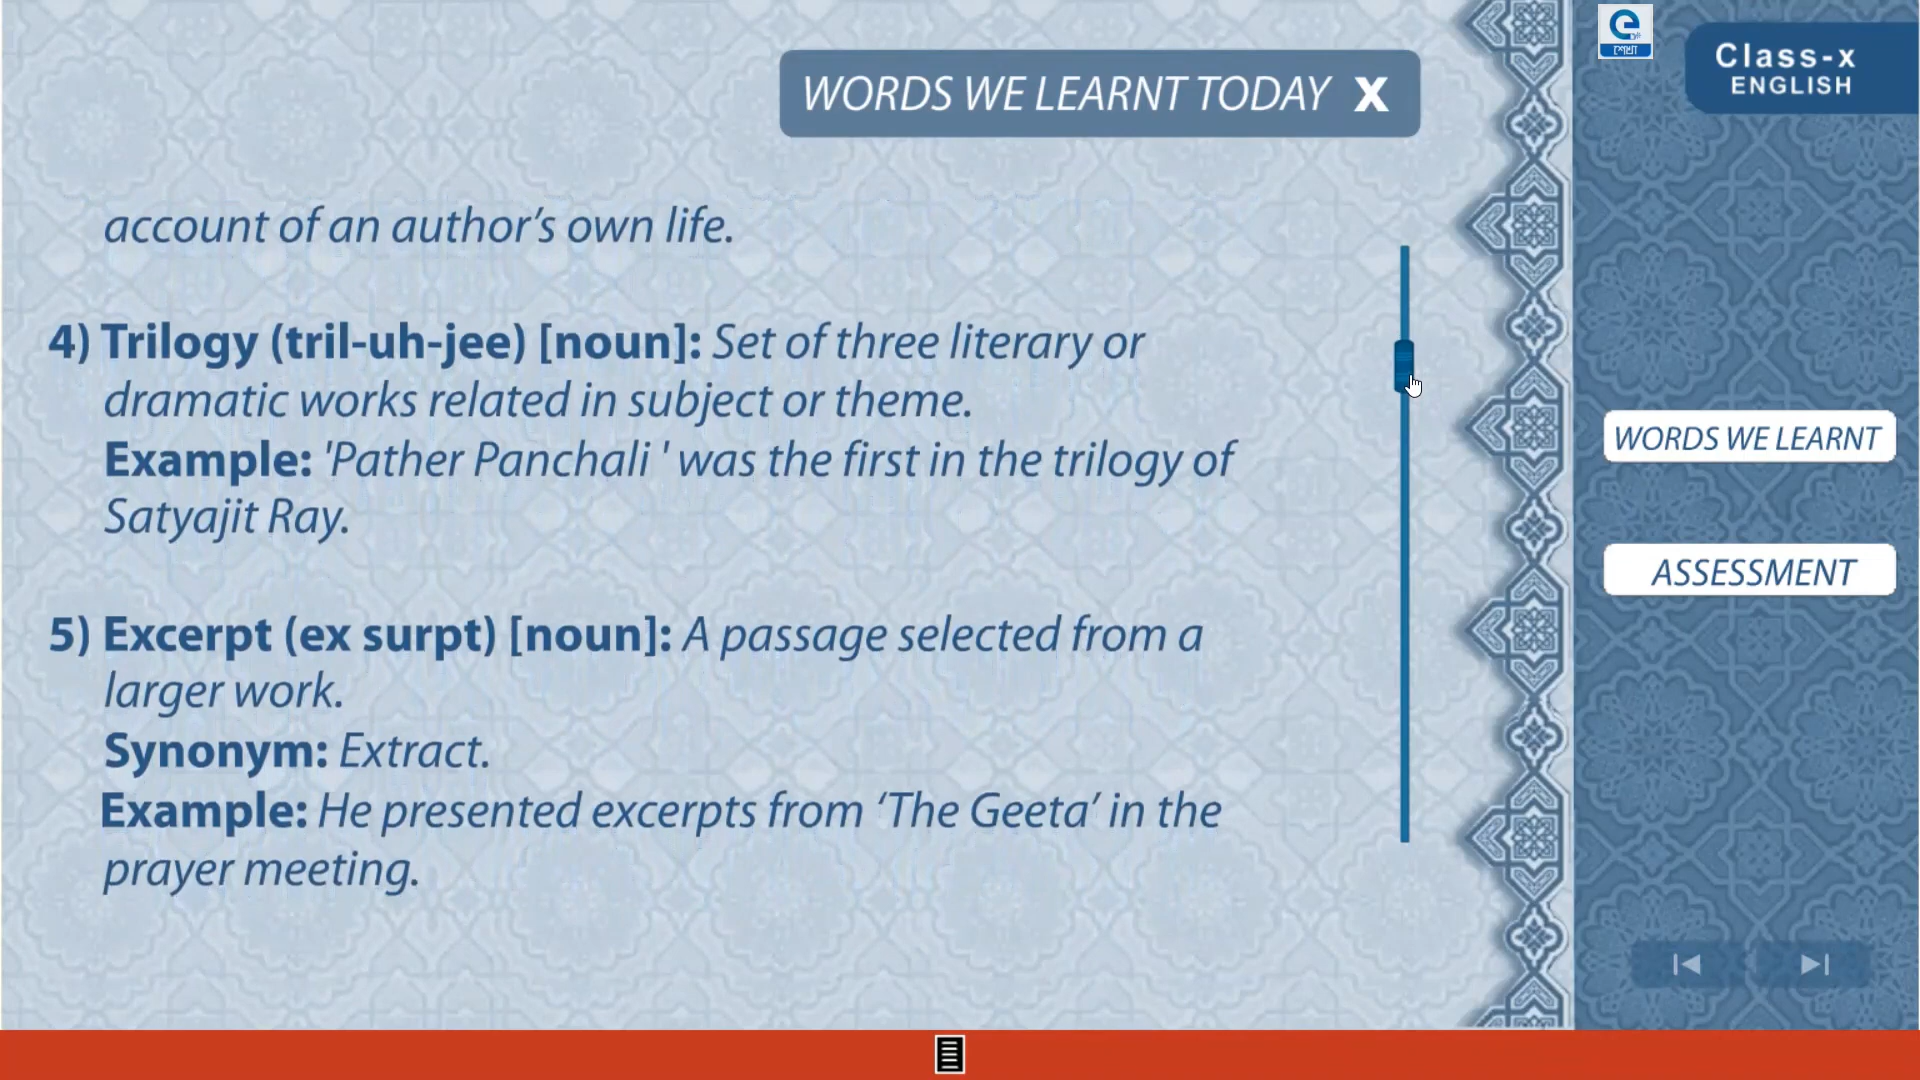 Class-x
ENGLISH
WORDS WE LEARNT TODAY X
account of an author's own life.
4) Trilogy (tril-uh-jee) [noun]: Set of three literary or
dramatic works related in subject or theme.
Example: 'Pather Panchali ' was the first in the trilogy of
Satyajit Ray.
5) Excerpt (ex surpt) [noun]: A passage selected from a
larger work.
Synonym: Extract.
Example: He presented excerpts from ‘The Geeta’ in the
prayer meeting.
WORDS WE LEARNT
ASSESSMENT